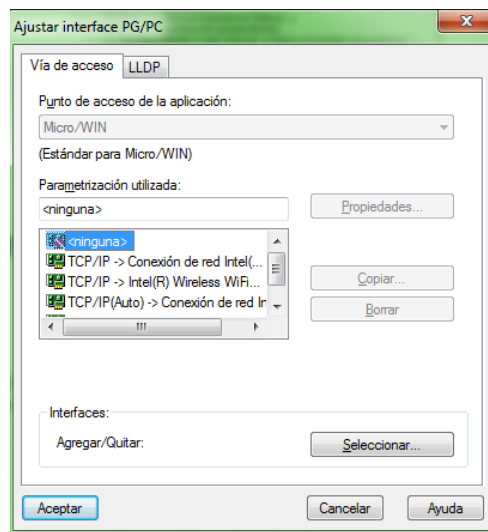 Ajustar interface PG/PC
Vía de acceso
LLDP
Punto de acceso de la aplicación:
Micro/WIN
(Estándar para Micro/WIN)
Parametrización utilizada:
<ninguna>
Propiedades...
<ninguna>
TCP/IP -> Conexión de red Intel(...
TCP/IP -> Intel(R) Wireless WiFi...
TCP/IP(Auto) -> Conexión de red In
Copiar...
Borrar
Interfaces:
Agregar/Quitar:
Seleccionar...
Aceptar
Cancelar
Ayuda